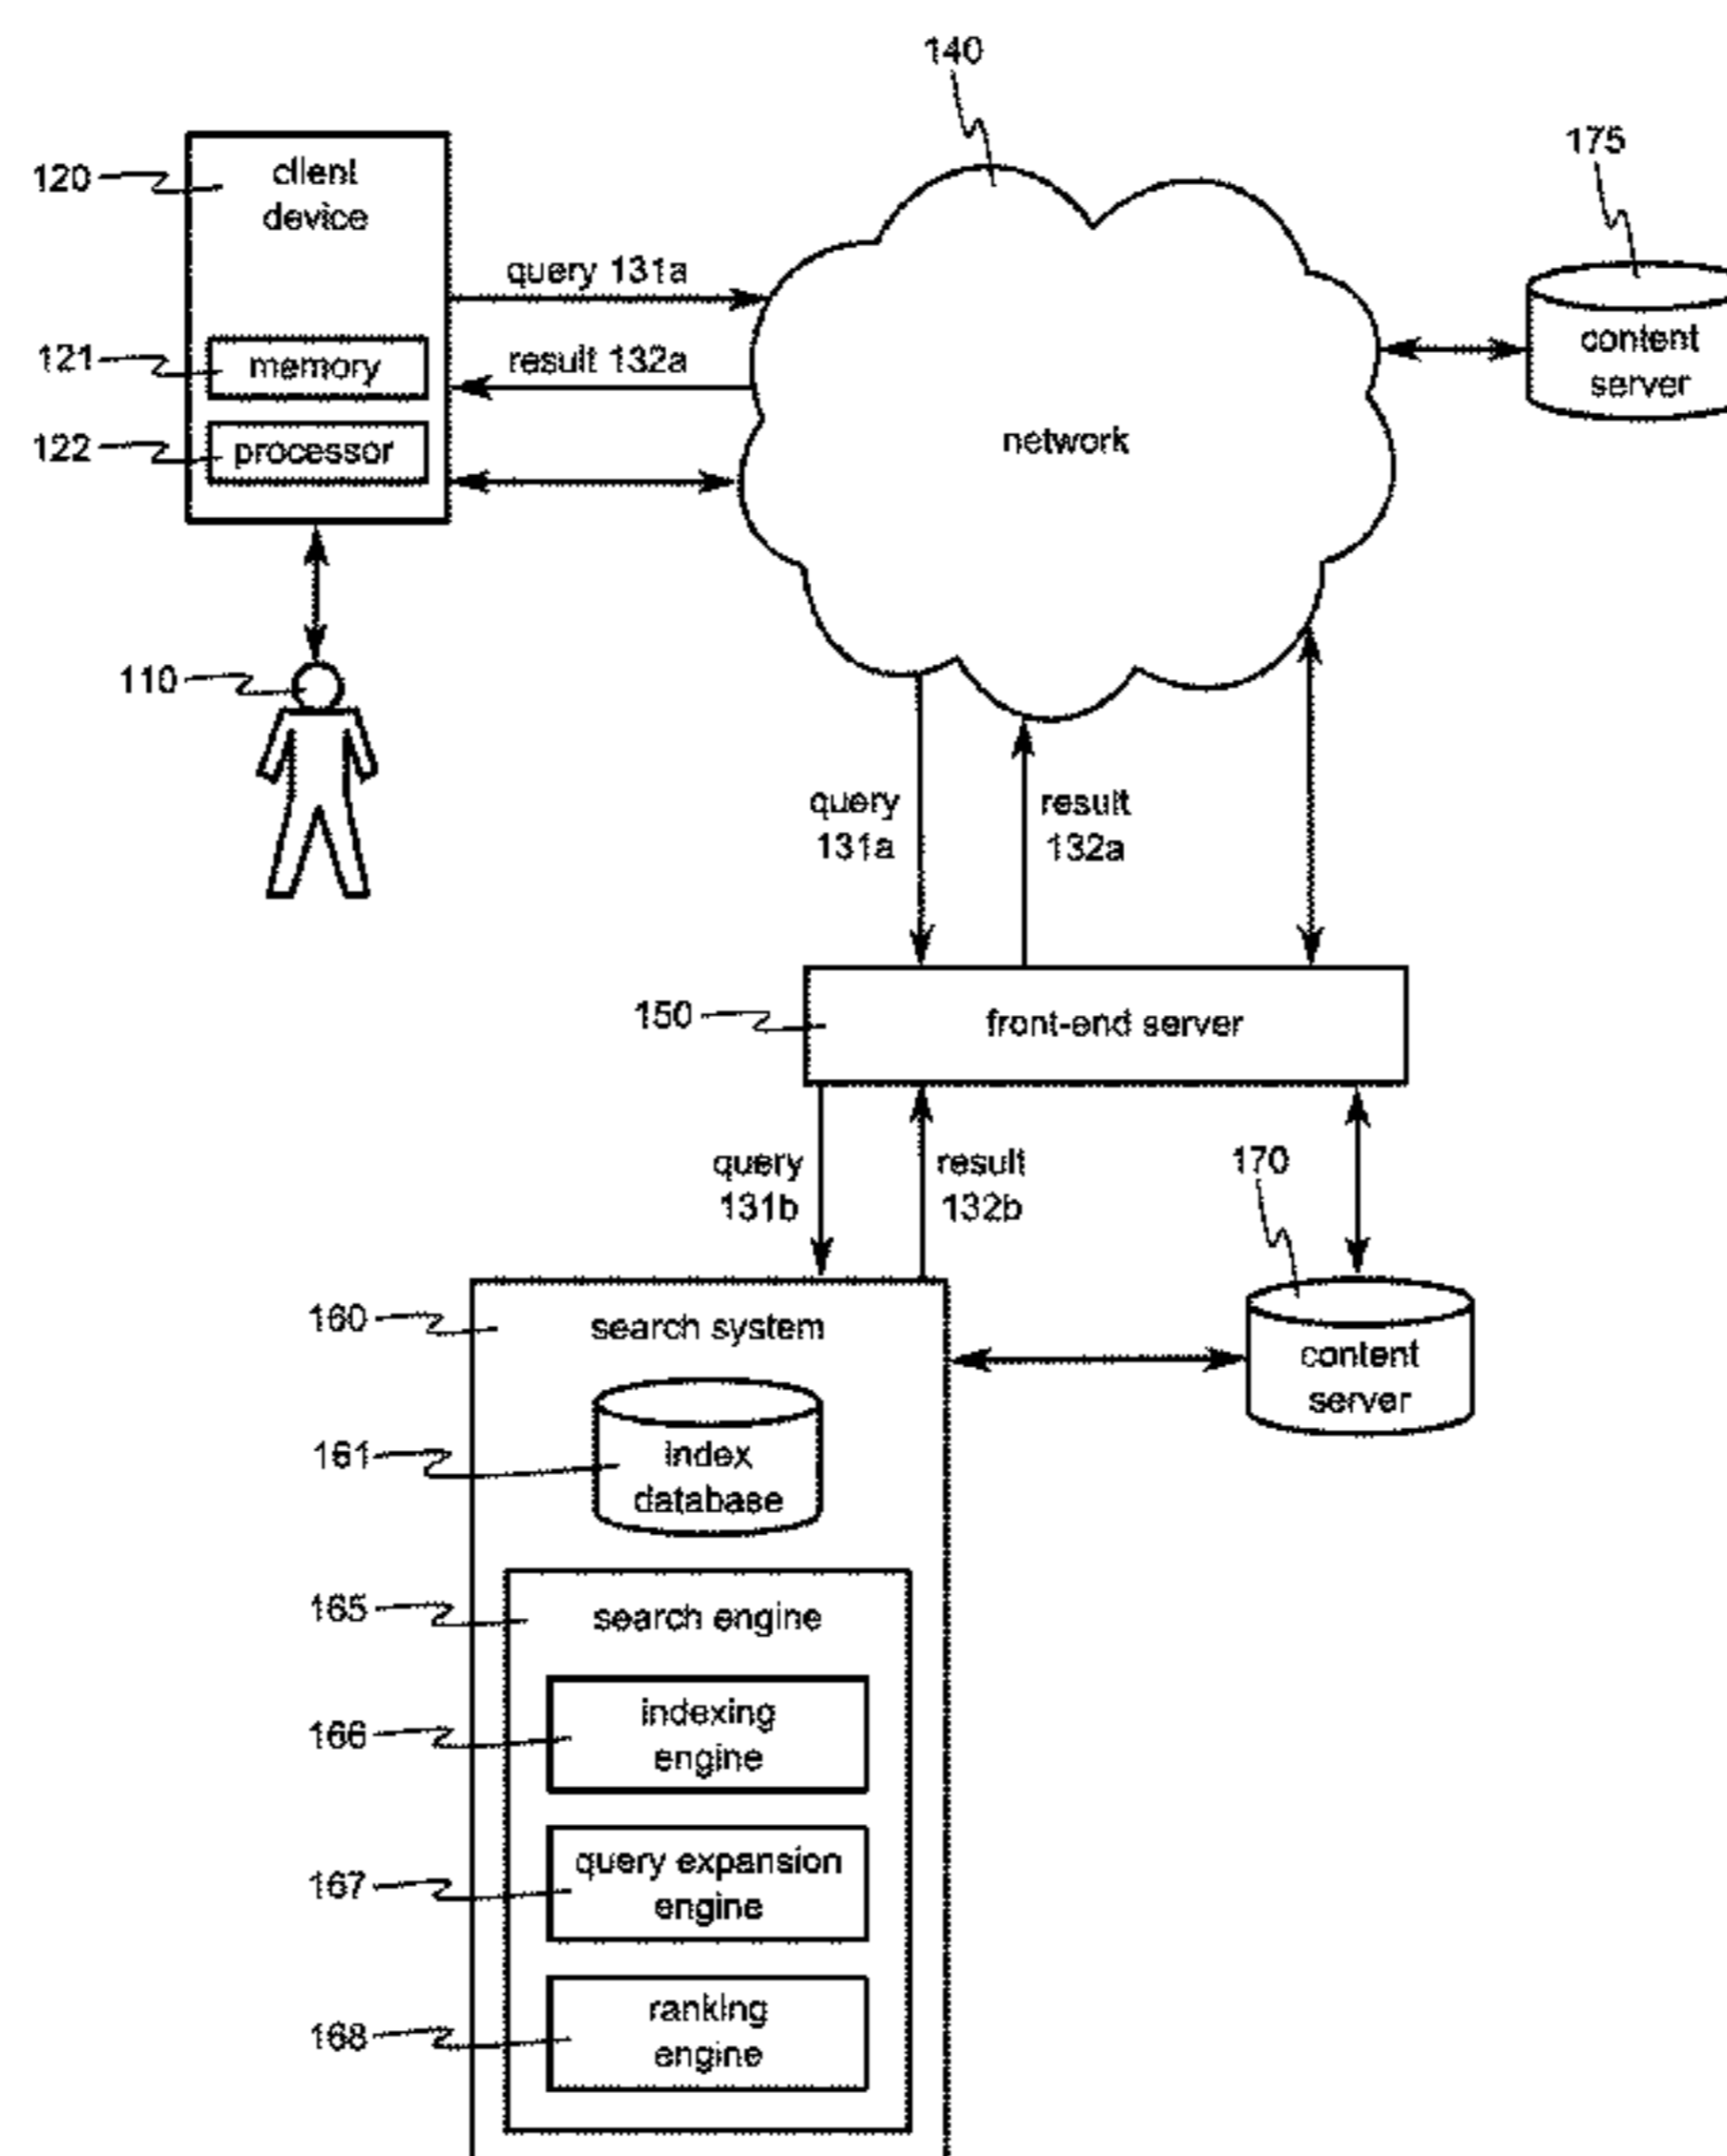 140
175
120
client
device
query 131a
content
server
121
memory
result 132a
122
processor
network
110
query
131a
result
132a
150
front-end server
query
131b
result
132b
170
160
search system
content
server
161
index
database
165
search engine
166
indexing
engine
167
query expansion
engine
168
ranking
engine